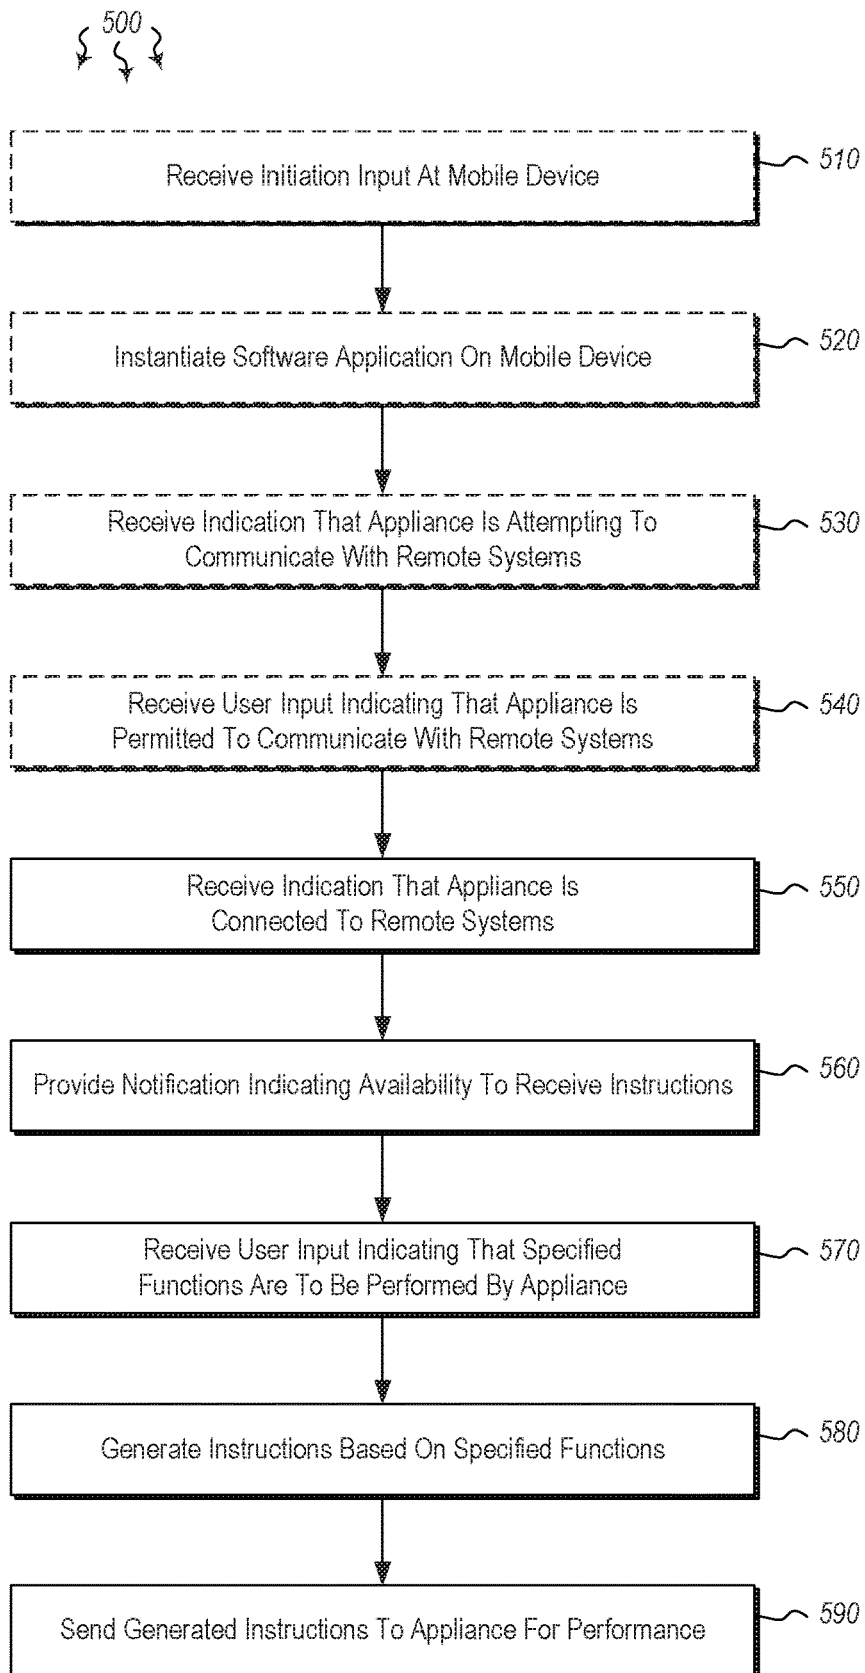 500
Receive Initiation Input At Mobile Device
510
Instantiate Software Application On Mobile Device
520
Receive Indication That Appliance Is Attempting To
Communicate With Remote Systems
530
Receive User Input Indicating That Appliance Is
Permitted To Communicate With Remote Systems
540
Receive Indication That Appliance Is
Connected To Remote Systems
550
Provide Notification Indicating Availability To Receive Instructions
560
Receive User Input Indicating That Specified
Functions Are To Be Performed By Appliance
570
Generate Instructions Based On Specified Functions
580
Send Generated Instructions To Appliance For Performance
590